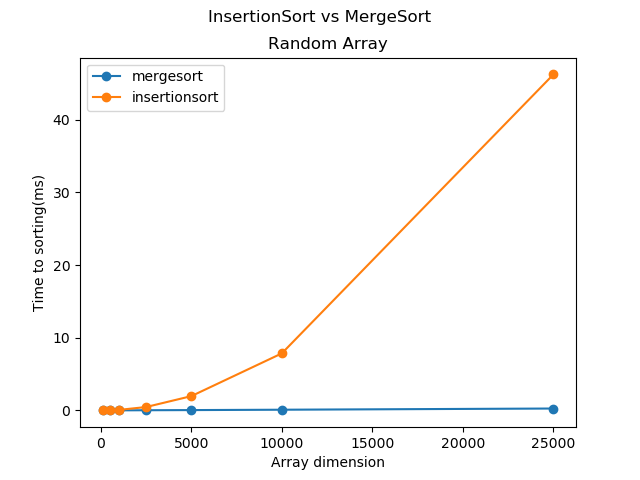 InsertionSort vs MergeSort
Random Array
mergesort
insertionsort
40
30
20
10
0
Time to sorting(ms)
0 5000 10000 15000 20000 25000
Array dimension